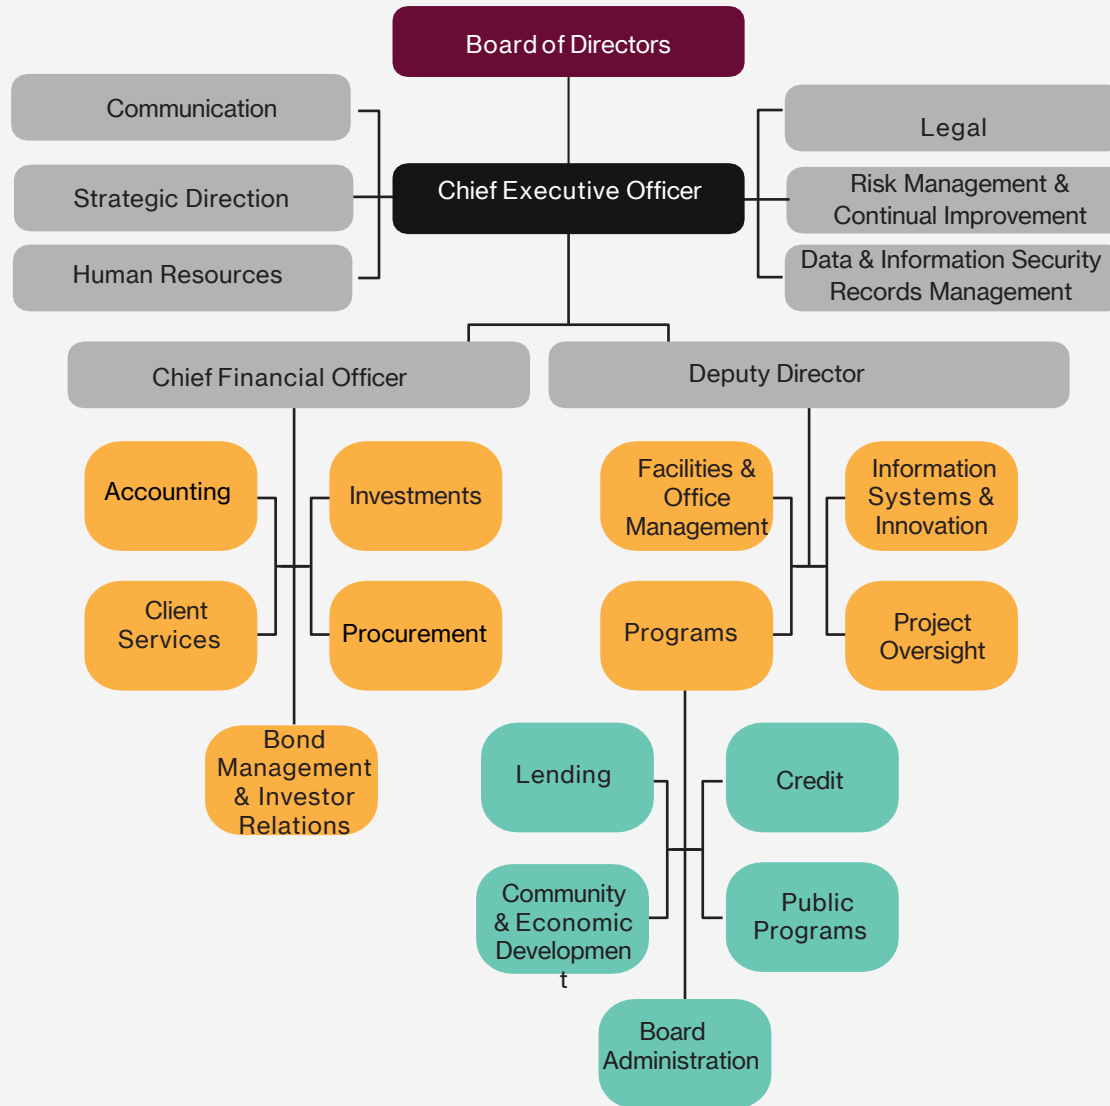 Board of Directors
Communication
Legal
Chief Executive Officer
Strategic Direction
Risk Management &
Continual Improvement
Human Resources
Data & Information Security
Records Management
Chief Financial Officer
Deputy Director
Accounting
Investments
Facilities &
Office
Management
Information
Systems &
Innovation
Client
Services
Procurement
Programs
Project
Oversight
Bond
Management
& Investor
Relations
Lending
Credit
Community
& Economic
Developmen
t
Public
Programs
Board
Administration